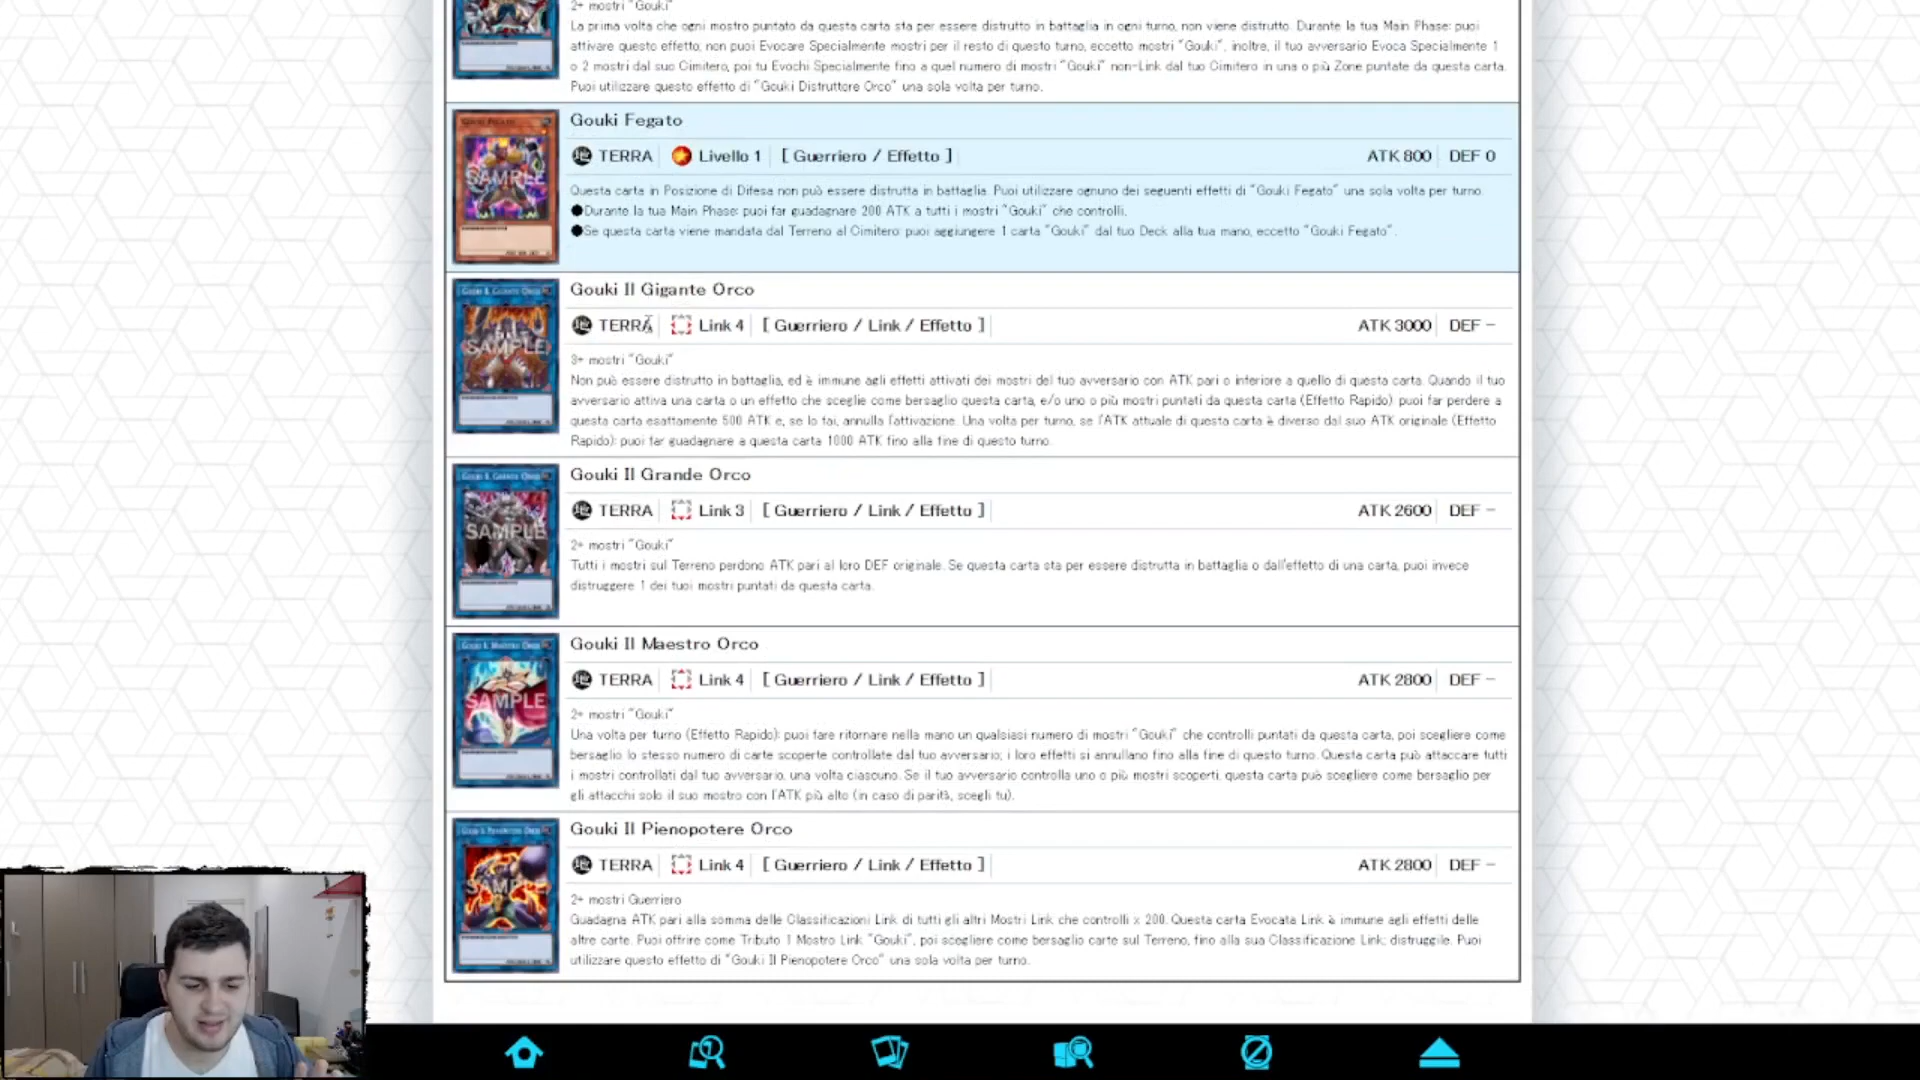 2+ mostri "Gouki"
La prima volta che ogni mostro puntato da questa carta sta per essere distrutto in battaglia in ogni turno, non viene distrutto. Durante la tua Main Phase: puoi
attivare questo effetto; non puoi Evocare Specialmente mostri per il resto di questo turno, eccetto mostri "Gouki", inoltre, il tuo avversario Evoca Specialmente 1
o 2 mostri dal suo Cimitero, poi tu Evochi Specialmente fino a quel numero di mostri "Gouki" non-Link dal tuo Cimitero in una o più Zone puntate da questa carta.
Puoi utilizzare questo effetto di "Gouki Distruttore Orco" una sola volta per turno.
Gouki Fegato
TERRA Livello 1 [ Guerriero / Effetto ] ATK 800 DEF 0
Questa carta in Posizione di Difesa non può essere distrutta in battaglia. Puoi utilizzare ognuno dei seguenti effetti di "Gouki Fegato" una sola volta per turno
●Durante la tua Main Phase: puoi far guadagnare 200 ATK a tutti i mostri "Gouki" che controlli.
●Se questa carta viene mandata dal Terreno al Cimitero: puoi aggiungere 1 carta "Gouki" dal tuo Deck alla tua mano, eccetto "Gouki Fegato".
SAMPLE
Gouki Il Gigante Orco
TERRA Link 4 [ Guerriero / Link / Effetto ] ATK 3000 DEF -
3+ mostri "Gouki"
Non può essere distrutto in battaglia, ed è immune agli effetti attivati dei mostri del tuo avversario con ATK pari o inferiore a quello di questa carta. Quando il tuo
avversario attiva una carta o un effetto che sceglie come bersaglio questa carta, e/o uno o più mostri puntati da questa carta (Effetto Rapido): puoi far perdere a
questa carta esattamente 500 ATK e, se lo fai, annulla l'attivazione. Una volta per turno, se l'ATK attuale di questa carta è diverso dal suo ATK originale (Effetto
Rapido): puoi far guadagnare a questa carta 1000 ATK fino alla fine di questo turno.
SAMPLE
Gouki Il Grande Orco
TERRA Link 3 [ Guerriero / Link / Effetto ] ATK 2600 DEF -
2+ mostri "Gouki"
Tutti i mostri sul Terreno perdono ATK pari al loro DEF originale. Se questa carta sta per essere distrutta in battaglia o dall'effetto di una carta, puoi invece
distruggere 1 dei tuoi mostri puntati da questa carta.
SAMPLE
Gouki Il Maestro Orco
TERRA Link 4 [ Guerriero / Link / Effetto ] ATK 2800 DEF -
2+ mostri "Gouki"
Una volta per turno (Effetto Rapido): puoi fare ritornare nella mano un qualsiasi numero di mostri "Gouki" che controlli puntati da questa carta, poi scegliere come
bersaglio lo stesso numero di carte scoperte controllate dal tuo avversario; i loro effetti si annullano fino alla fine di questo turno. Questa carta può attaccare tutti
i mostri controllati dal tuo avversario, una volta ciascuno. Se il tuo avversario controlla uno o più mostri scoperti, questa carta può scegliere come bersaglio per
gli attacchi solo il suo mostro con l'ATK più alto (in caso di parità, scegli tu).
SAMPLE
Gouki Il Pienopotere Orco
TERRA Link 4 [ Guerriero / Link / Effetto ] ATK 2800 DEF -
2+ mostri Guerriero
Guadagna ATK pari alla somma delle Classificazioni Link di tutti gli altri Mostri Link che controlli x 200. Questa carta Evocata Link è immune agli effetti delle
altre carte. Puoi offrire come Tributo 1 Mostro Link "Gouki", poi scegliere come bersaglio carte sul Terreno, fino alla sua Classificazione Link; distruggile. Puoi
utilizzare questo effetto di "Gouki Il Pienopotere Orco" una sola volta per turno.
SAMPLE